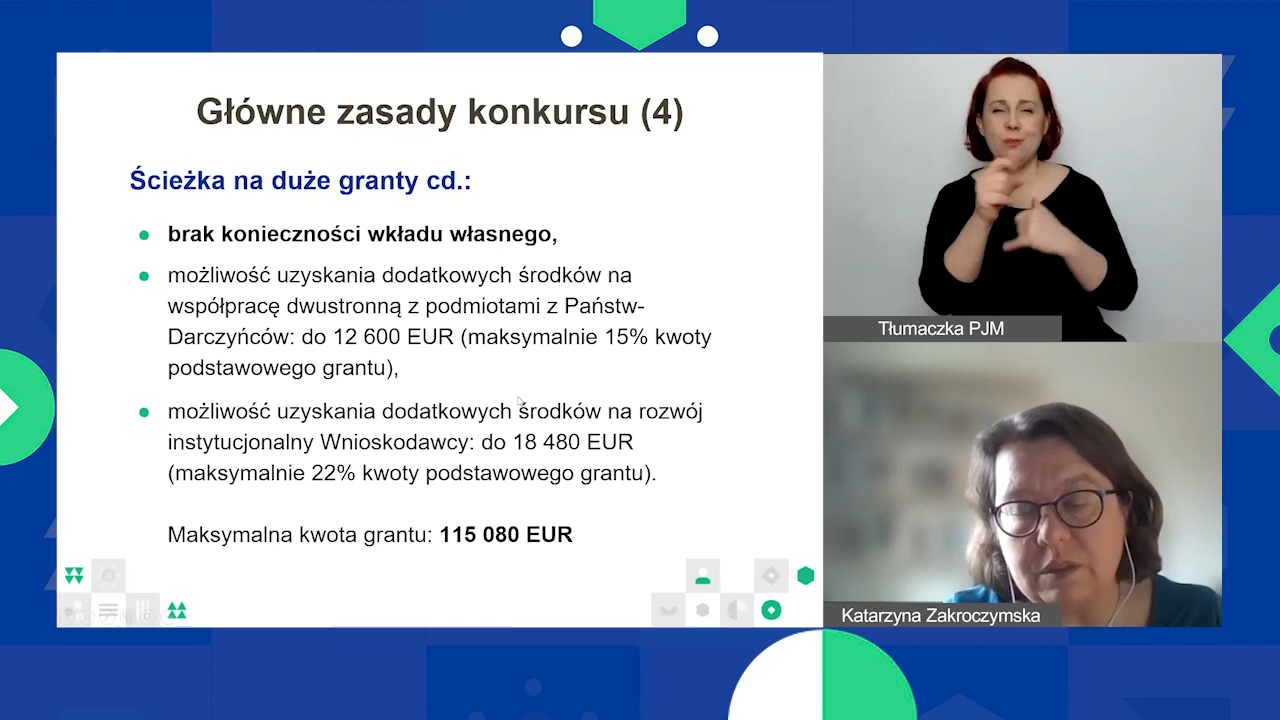 Główne zasady konkursu (4)
Ścieżka na duże granty cd.:
brak konieczności wkładu własnego,
możliwość uzyskania dodatkowych środków na
współpracę dwustronną z podmiotami z Państw-
Darczyńców: do 12 600 EUR (maksymalnie 15% kwoty
podstawowego grantu),
możliwość uzyskania dodatkowych środków na rozwój
instytucjonalny Wnioskodawcy: do 18 480 EUR
(maksymalnie 22% kwoty podstawowego grantu).
Maksymalna kwota grantu: 115 080 EUR
Tłumaczka PJM
Katarzyna Zakroczymska